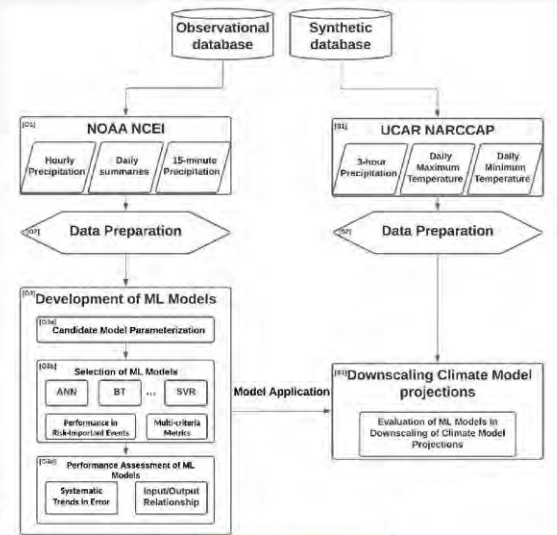 Observational
database
Synthetic
database
[O1]
NOAA NCEI
Hourly
Precipitation
Daily
summaries
15-minute
Precipitation
[S1]
UCAR NARCCAP
3-hour
Precipitation
Daily
Maximum
Temperature
Daily
Minimum
Temperature
[O2]
Data Preparation
[S2]
Data Preparation
[O3]
Development of ML Models
[O3a]
Candidate Model Parameterization
[O3b]
Selection of ML Models
ANN
BT
...
SVR
Performance in
Risk-Important Events
Multi-criteria
Metrics
Performance Assessment of ML
Models
Systematic
Trends in Error
Input/Output
Relationship
Model Application
[S3]
Downscaling Climate Model
projections
Evaluation of ML Models in
Downscaling of Climate Model
Projections